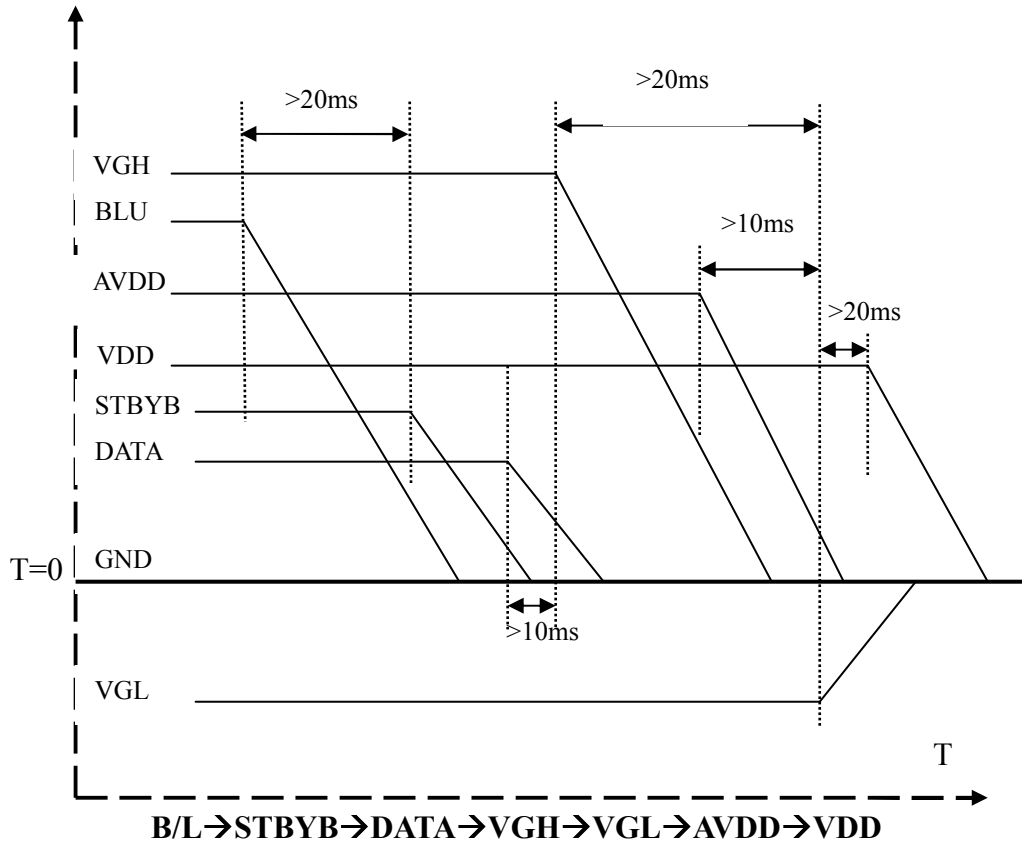 >20ms
>20ms
VGH
BLU
>10ms
AVDD
>20ms
VDD
STBYB
DATA
GND
T=0
>10ms
VGL
T
B/L→STBYB→DATA→VGH→VGL→AVDD→VDD